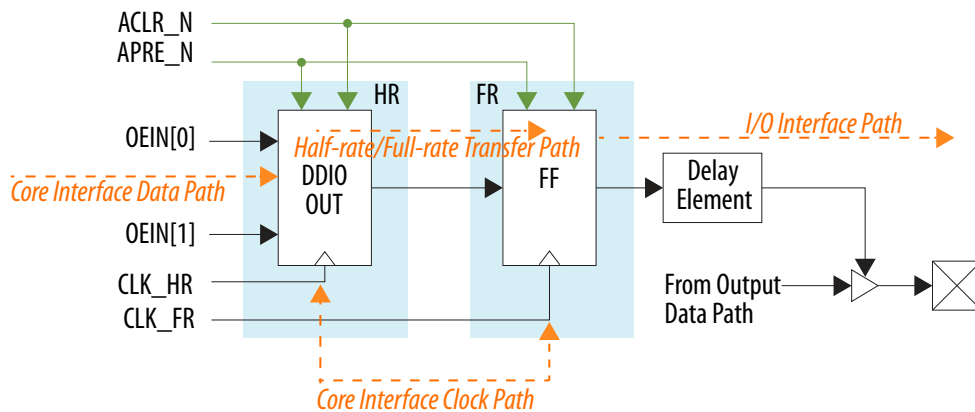 ACLR_N
APRE_N
HR
FR
OEIN[0]
I/O Interface Path
Half-rate/Full-rate Transfer Path
DDIO
OUT
FF
Delay
Element
Core Interface Data Path
OEIN[1]
CLK_HR
CLK_FR
From Output
Data Path
Core Interface Clock Path